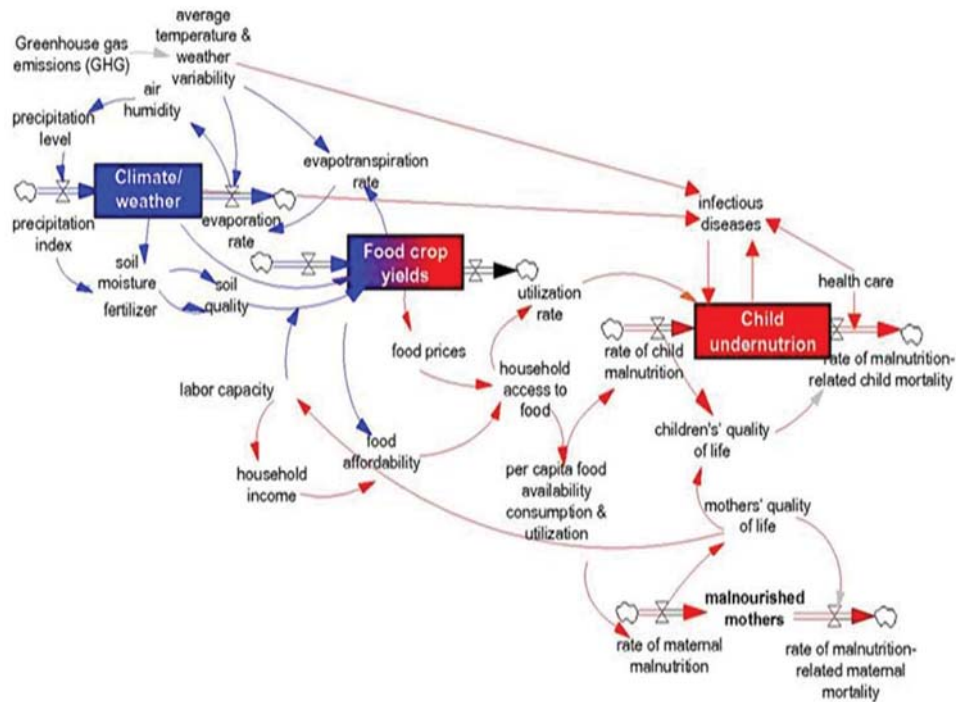 average
temperature &
weather
variability
Greenhouse gas
emissions (GHG)
air
humidity
precipitation
level
evapotranspiration
rate
Climate/
weather
infectious
diseases
precipitation
index
evaporation
rate
Food crop
yields
soil
moisture
soil
quality
fertilizer
utilization
rate
health care
Child
undernutrion
rate of child
malnutrition
rate of malnutrition-
related child mortality
food prices
household
access to
food
labor capacity
children's' quality
of life
food
affordability
household
income
per capita food
availability
consumption &
utilization
mothers' quality
of life
malnourished
mothers
rate of maternal
malnutrition
rate of malnutrition-
related maternal
mortality